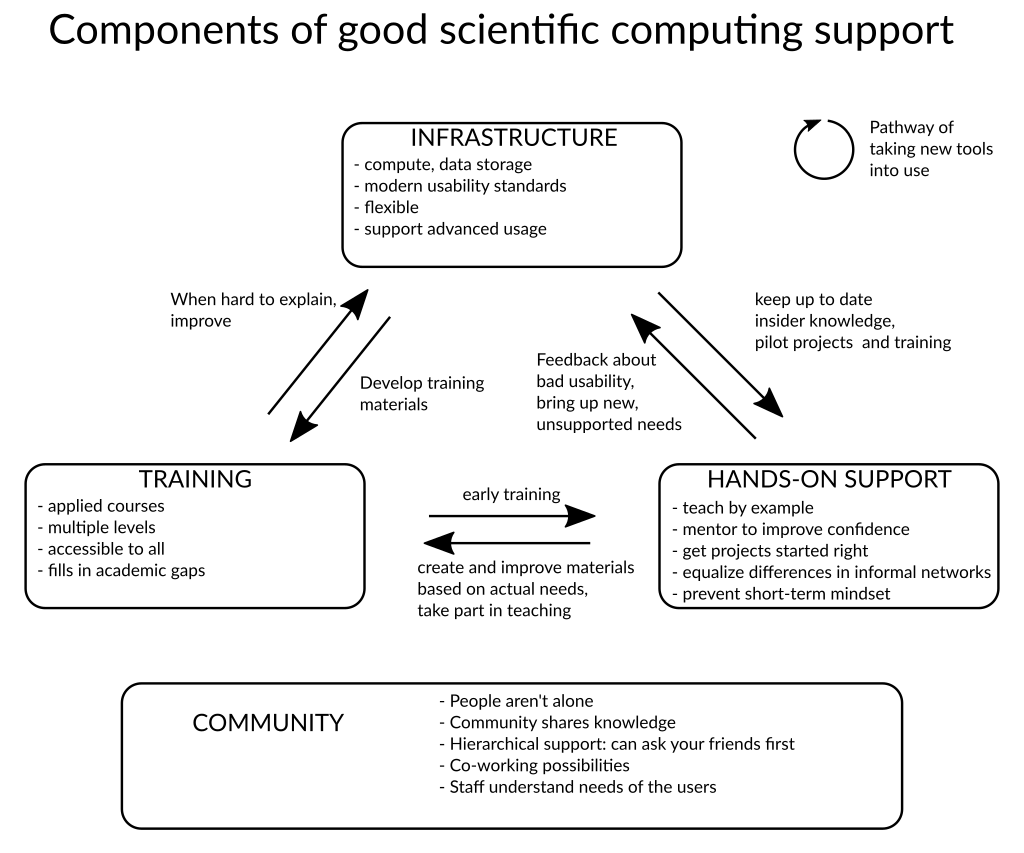 Components of good scientific computing support
INFRASTRUCTURE
- compute, data storage
- modern usability standards
- flexible
- support advanced usage
Pathway of
taking new tools
into use
When hard to explain,
improve
Develop training
materials
Feedback about
bad usability,
bring up new,
unsupported needs
keep up to date
insider knowledge,
pilot projects  and training
TRAINING
- applied courses
- multiple levels
- accessible to all
- fills in academic gaps
early training
create and improve materials
based on actual needs,
take part in teaching
HANDS-ON SUPPORT
- teach by example
- mentor to improve confidence
- get projects started right
- equalize differences in informal networks
- prevent short-term mindset
COMMUNITY
- People aren't alone
- Community shares knowledge
- Hierarchical support: can ask your friends first
- Co-working possibilities
- Staff understand needs of the users